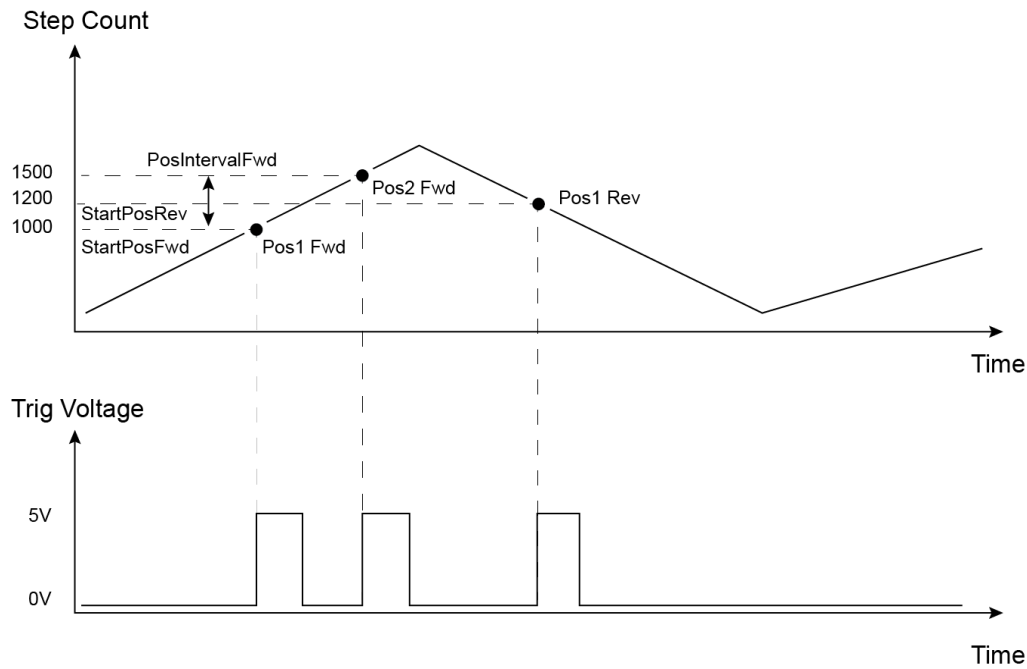 Step Count
PosIntervalFwd
1500
Pos2 Fwd
1200
Pos1 Rev
StartPosRev
1000
StartPosFwd
Pos1 Fwd
Time
Trig Voltage
5V
0V
Time